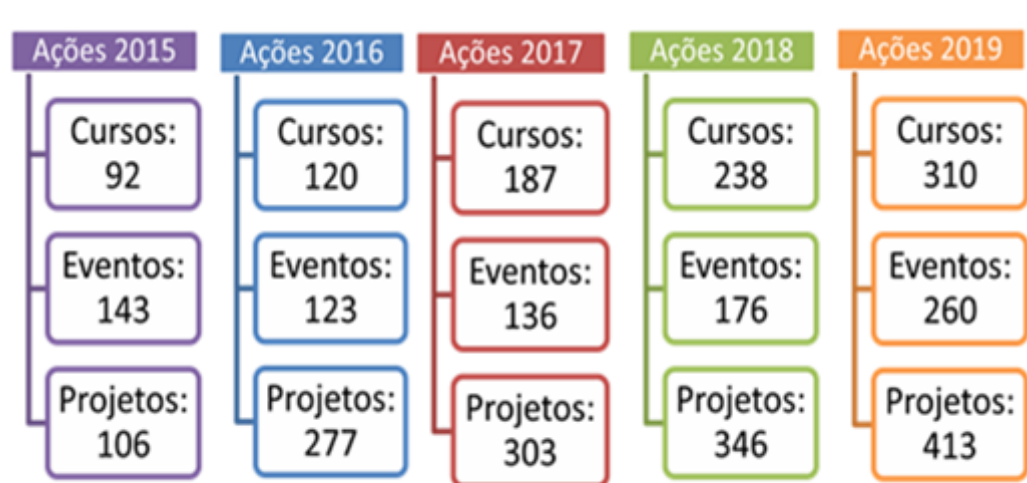 Ações 2015
Cursos:
92
Eventos:
143
Projetos:
106
Ações 2016
Cursos:
120
Eventos:
123
Projetos:
277
Ações 2017
Cursos:
187
Eventos:
136
Projetos:
303
Ações 2018
Cursos:
238
Eventos:
176
Projetos:
346
Ações 2019
Cursos:
310
Eventos:
260
Projetos:
413